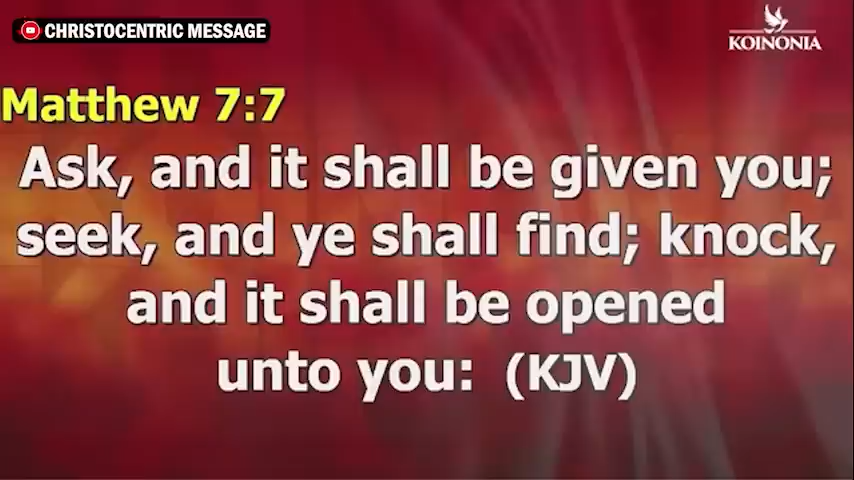 CHRISTOCENTRIC MESSAGE
KOINONIA
Matthew 7:7
Ask, and it shall be given you;
seek, and ye shall find; knock,
and it shall be opened
unto you: (KJV)